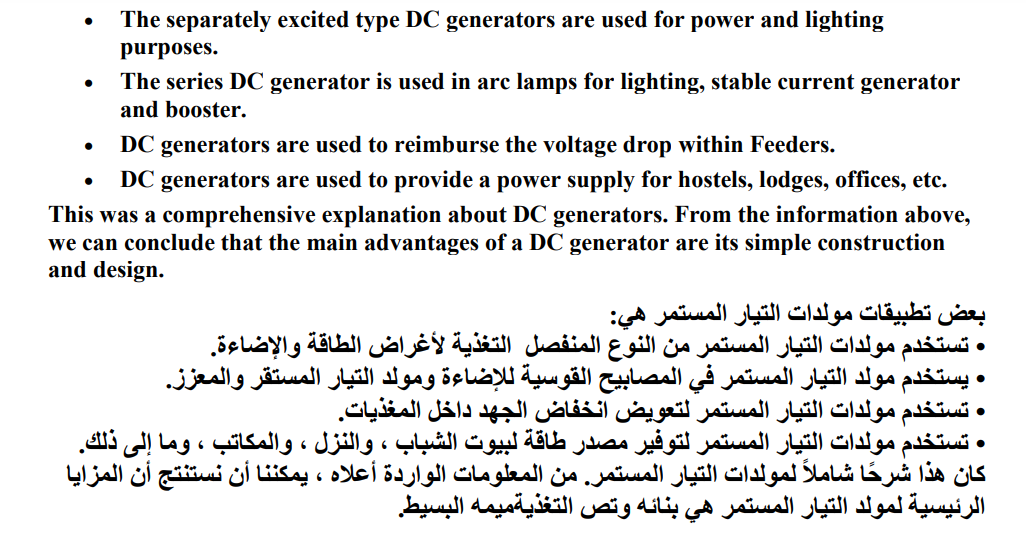 • The separately excited type DC generators are used for power and lighting
purposes.
• The series DC generator is used in arc lamps for lighting, stable current generator
and booster.
• DC generators are used to reimburse the voltage drop within Feeders.
• DC generators are used to provide a power supply for hostels, lodges, offices, etc.
This was a comprehensive explanation about DC generators. From the information above,
we can conclude that the main advantages of a DC generator are its simple construction
and design.
بعض تطبيقات مولدات التيار المستمر هي:
• تستخدم مولدات التيار المستمر من النوع المنفصل التغذية لأغراض الطاقة والإضاءة.
• يستخدم مولد التيار المستمر في المصابيح القوسية للإضاءة ومولد التيار المستقر والمعزز.
• تستخدم مولدات التيار المستمر لتعويض انخفاض الجهد داخل المغذيات.
• تستخدم مولدات التيار المستمر لتوفير مصدر طاقة لبيوت الشباب ، والنزل ، والمكاتب ، وما إلى ذلك.
كان هذا شرحًا شاملاً لمولدات التيار المستمر. من المعلومات الواردة أعلاه ، يمكننا أن نستنتج أن المزايا
الرئيسية لمولد التيار المستمر هي بنائه وتص التغذيةميمه البسيط.